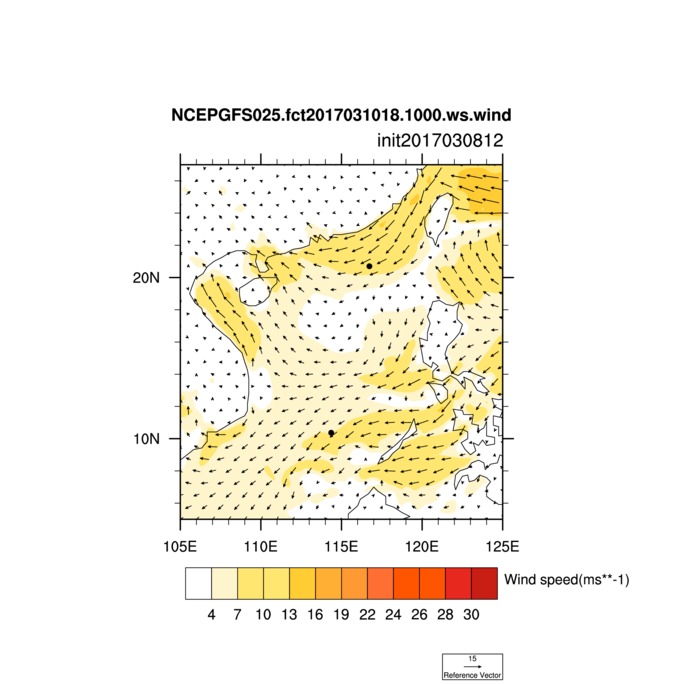 NCEPGFS025.fct2017031018.1000.ws.wind
init2017030812
20N
10N
105E 110E 115E 120E 125E
Wind speed(ms**-1)
4 7 10 13 16 19 22 24 26 28 30
15
Reference Vector